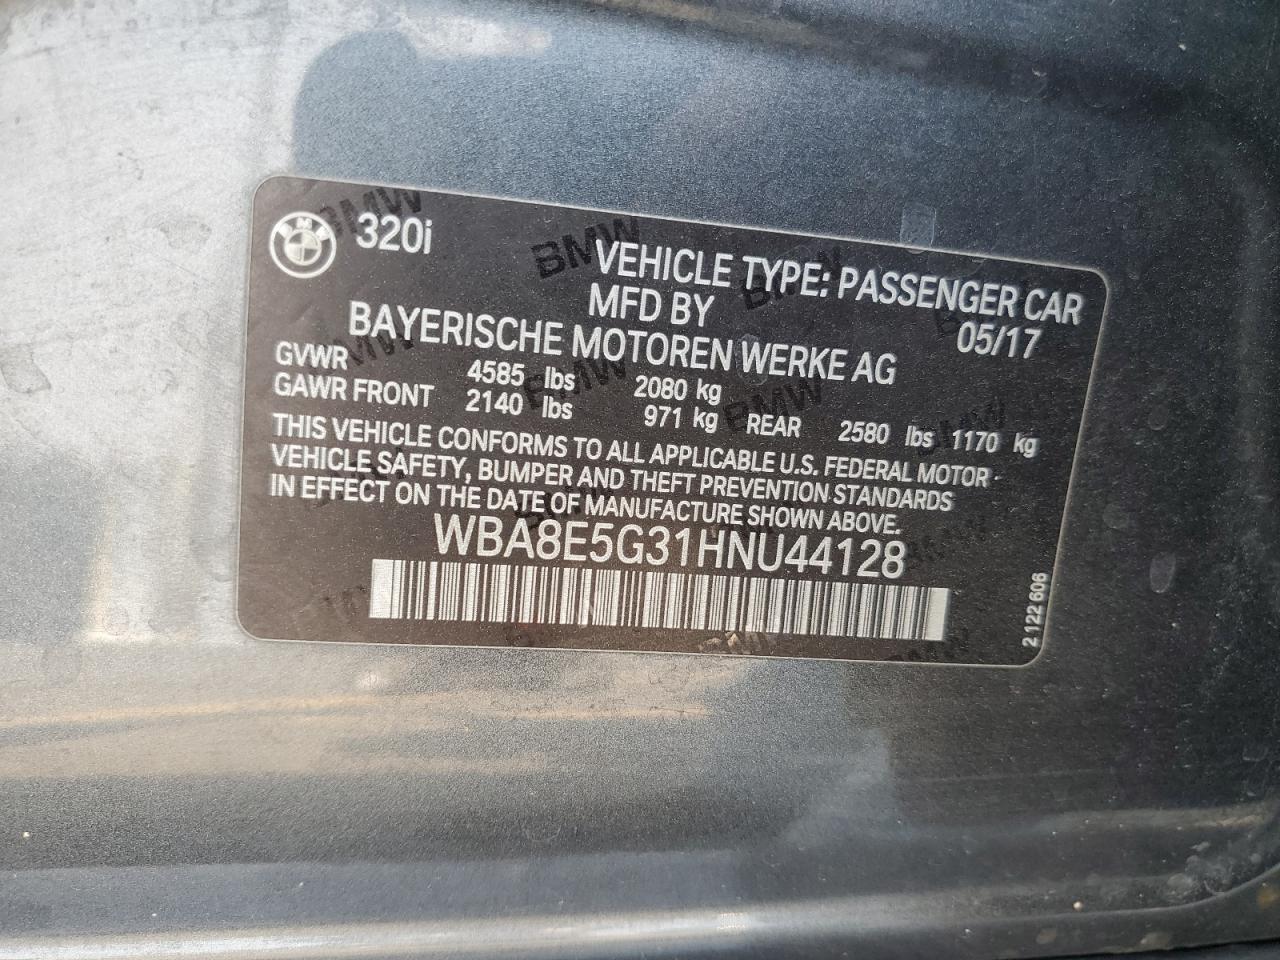 BMW 320i
VEHICLE TYPE: PASSENGER CAR
MFD BY 05/17
BAYERISCHE MOTOREN WERKE AG
GVWR 4585 lbs 2080 kg
GAWR FRONT 2140 lbs 971 kg REAR 2580 lbs 1170 kg
THIS VEHICLE CONFORMS TO ALL APPLICABLE U.S. FEDERAL MOTOR-
VEHICLE SAFETY, BUMPER AND THEFT PREVENTION STANDARDS
IN EFFECT ON THE DATE OF MANUFACTURE SHOWN ABOVE.
WBA8E5G31HNU44128
2 122 606